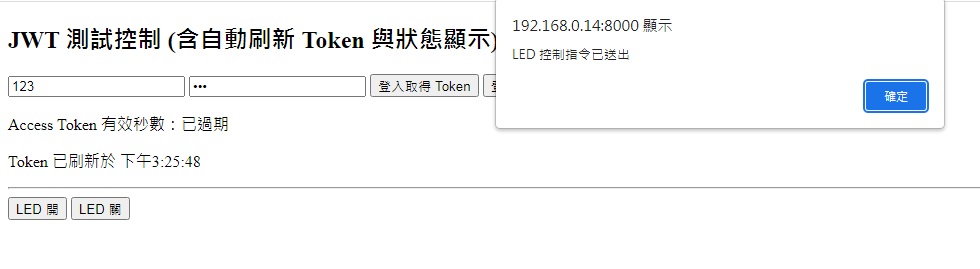 JWT 測試控制 (含自動刷新 Token 與狀態顯示)
192.168.0.14:8000 顯示
LED 控制指令已送出
確定
123 ••• 登入取得 Token
Access Token 有效秒數：已過期
Token 已刷新於 下午3:25:48
LED 開 LED 關